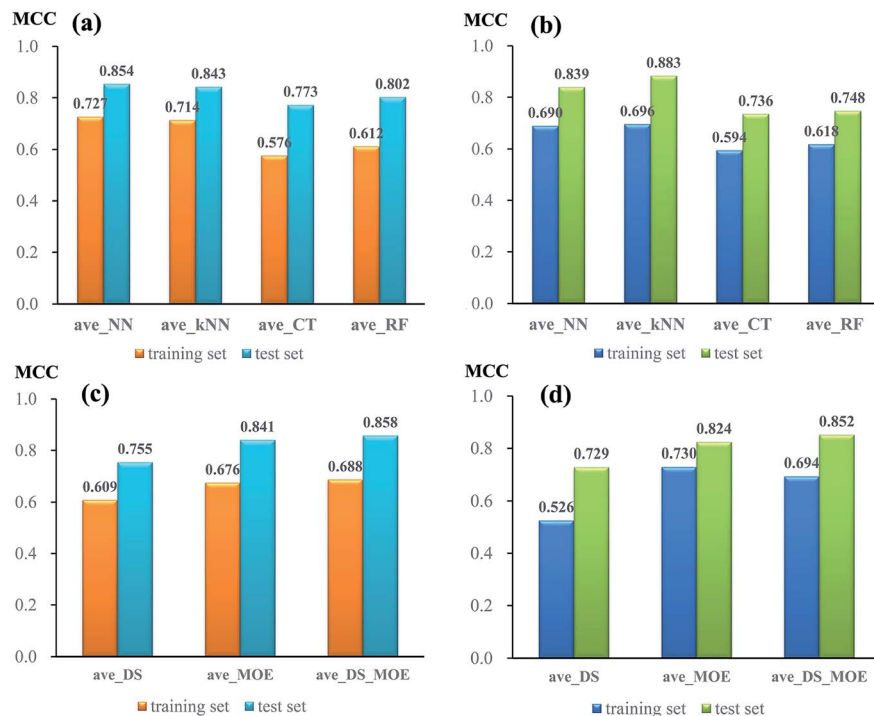 MCC (a)
1.0
0.8
0.6
0.4
0.2
0.0
0.727 0.854 0.714 0.843 0.576 0.773 0.612 0.802
ave_NN ave_kNN ave_CT ave_RF
training set test set
MCC (b)
1.0
0.8
0.6
0.4
0.2
0.0
0.690 0.839 0.696 0.883 0.594 0.736 0.618 0.748
ave_NN ave_kNN ave_CT ave_RF
training set test set
MCC (c)
1.0
0.8
0.6
0.4
0.2
0.0
0.609 0.755 0.676 0.841 0.688 0.858
ave_DS ave_MOE ave_DS_MOE
training set test set
MCC (d)
1.0
0.8
0.6
0.4
0.2
0.0
0.526 0.729 0.730 0.824 0.694 0.852
ave_DS ave_MOE ave_DS_MOE
training set test set